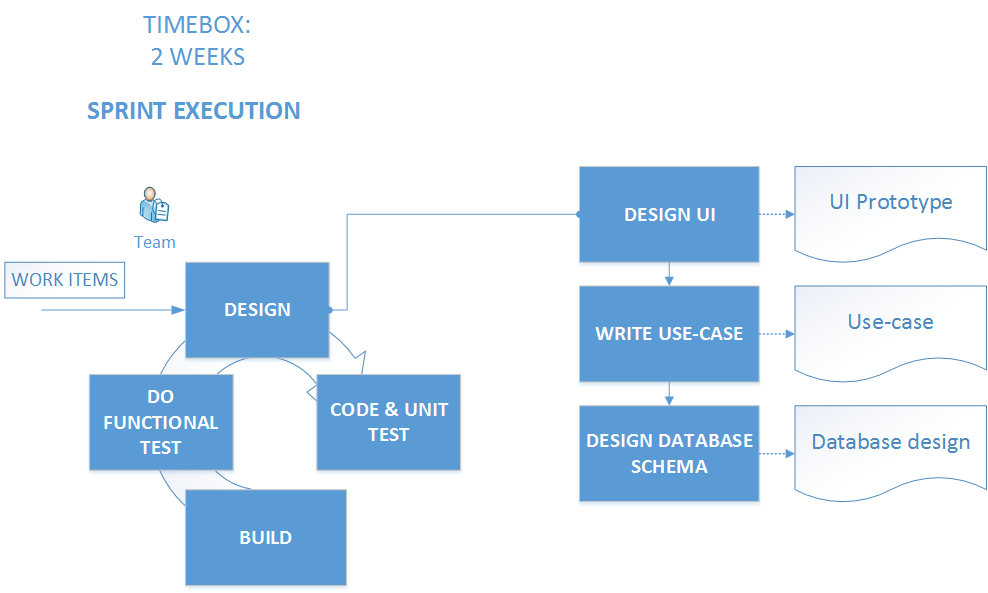 TIMEBOX:
2 WEEKS
SPRINT EXECUTION
Team
WORK ITEMS
DESIGN
DO
FUNCTIONAL
TEST
CODE & UNIT
TEST
BUILD
DESIGN UI
UI Prototype
WRITE USE-CASE
Use-case
DESIGN DATABASE
SCHEMA
Database design